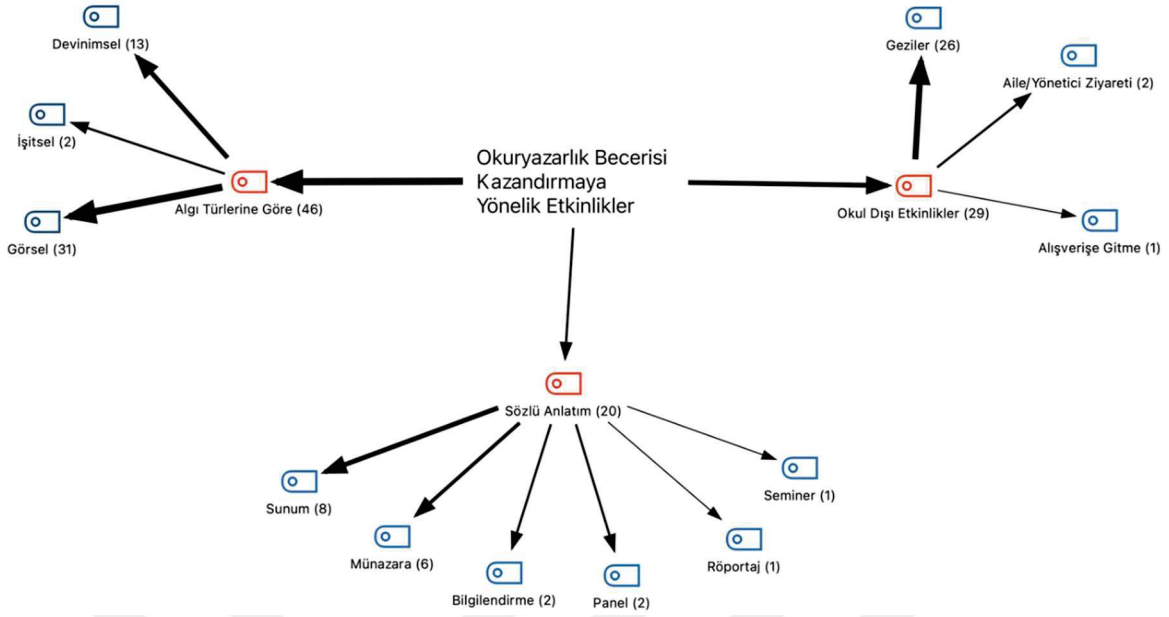 Devinimsel (13)
İşitsel (2)
Görsel (31)
Algı Türlerine Göre (46)
Okuryazarlık Becerisi
Kazandırmaya
Yönelik Etkinlikler
Geziler (26)
Aile/Yönetici Ziyareti (2)
Okul Dışı Etkinlikler (29)
Alışverişe Gitme (1)
Sözlü Anlatım (20)
Sunum (8)
Münazara (6)
Bilgilendirme (2)
Panel (2)
Röportaj (1)
Seminer (1)